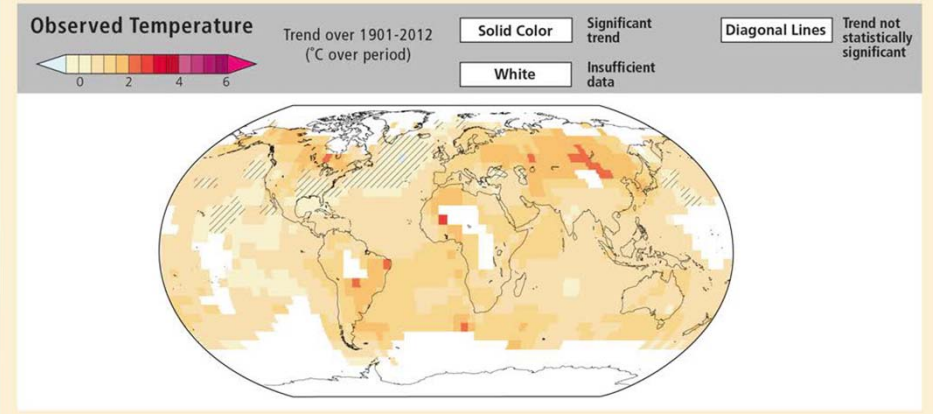 Observed Temperature
0 2 4 6
Trend over 1901-2012
(˚C over period)
Solid Color
Significant
trend
White
Insufficient
data
Diagonal Lines
Trend not
statistically
significant